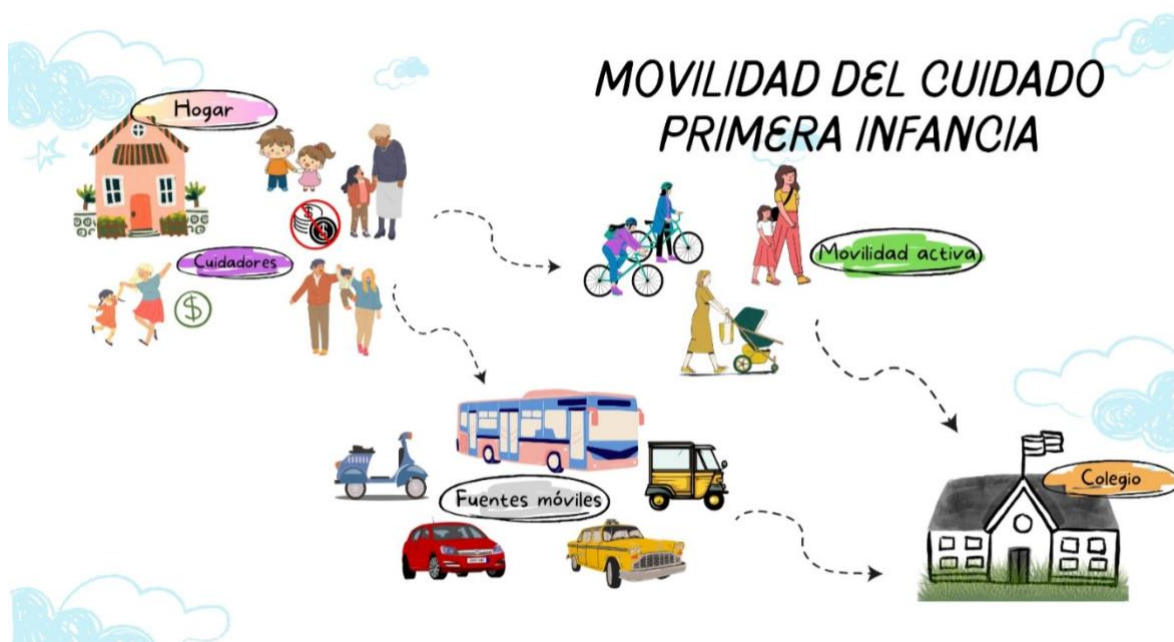 MOVILIDAD DEL CUIDADO
PRIMERA INFANCIA
Hogar
Cuidadores
$
Movilidad activa
Fuentes móviles
Colegio